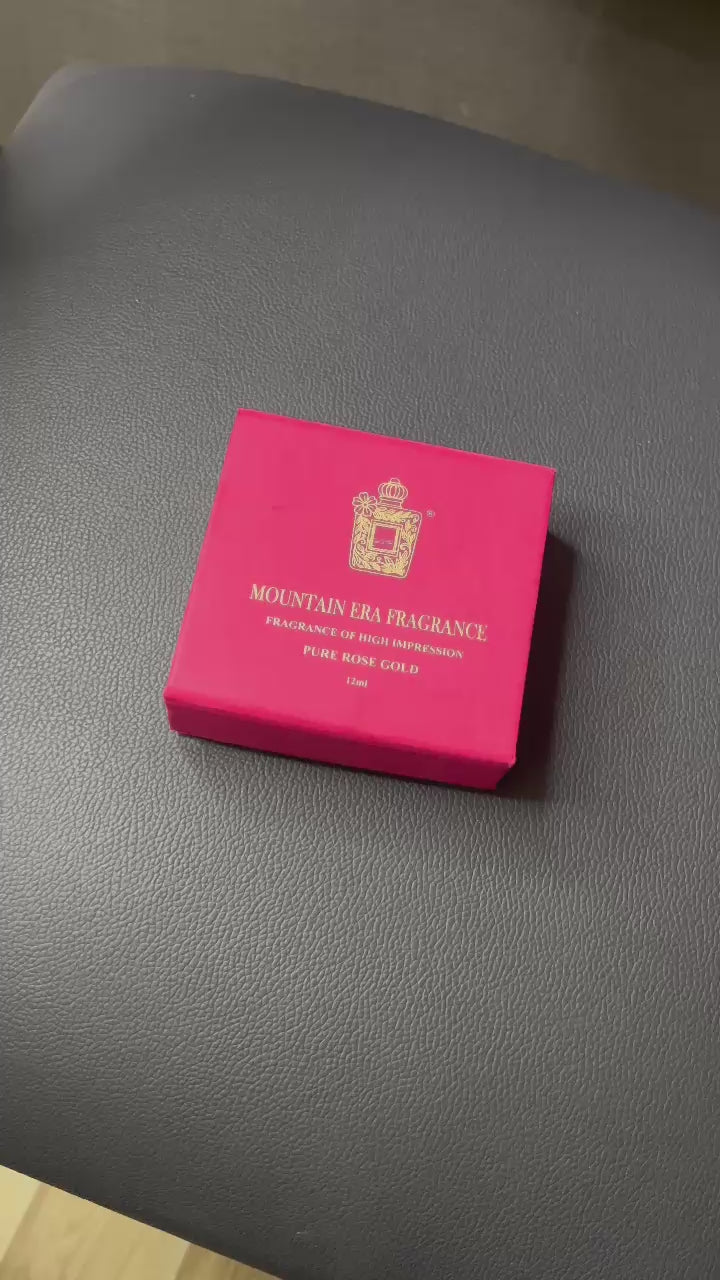 ®
MOUNTAIN ERA FRAGRANCE
FRAGRANCE OF HIGH IMPRESSION
PURE ROSE GOLD
12ml